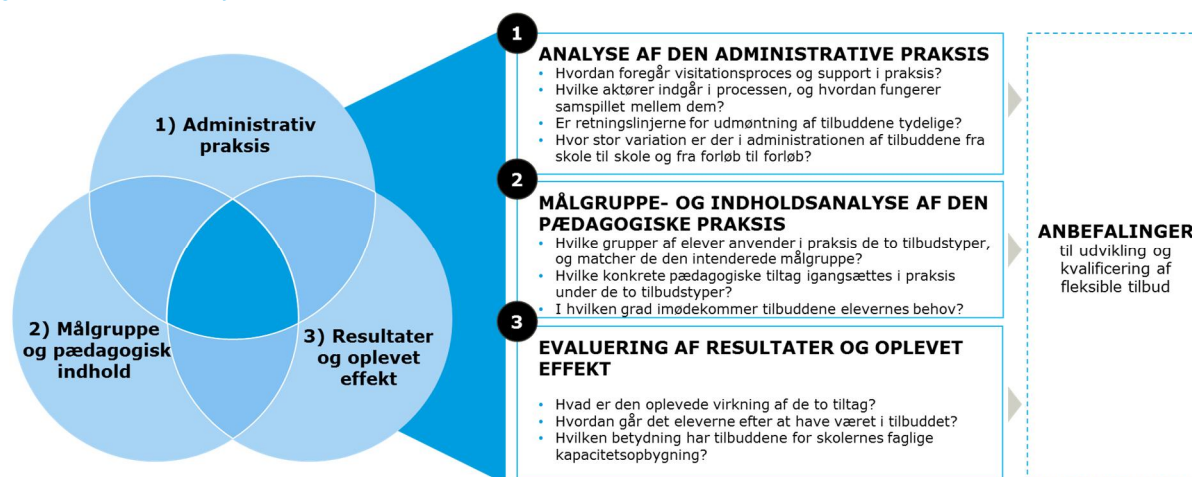 1) Administrativ
praksis
2) Målgruppe
og pædagogisk
indhold
3) Resultater
og oplevet
effekt
1
ANALYSE AF DEN ADMINISTRATIVE PRAKSIS
• Hvordan foregår visitationsproces og support i praksis?
• Hvilke aktører indgår i processen, og hvordan fungerer
samspillet mellem dem?
• Er retningslinjerne for udmøntning af tilbuddene tydelige?
• Hvor stor variation er der i administrationen af tilbuddene fra
skole til skole og fra forløb til forløb?
2
MÅLGRUPPE- OG INDHOLDSANALYSE AF DEN
PÆDAGOGISKE PRAKSIS
• Hvilke grupper af elever anvender i praksis de to tilbudstyper,
og matcher de den intenderede målgruppe?
• Hvilke konkrete pædagogiske tiltag igangsættes i praksis
under de to tilbudstyper?
• I hvilken grad imødekommer tilbuddene elevernes behov?
3
EVALUERING AF RESULTATER OG OPLEVET
EFFEKT
• Hvad er den oplevede virkning af de to tiltag?
• Hvordan går det eleverne efter at have været i tilbuddet?
• Hvilken betydning har tilbuddene for skolernes faglige
kapacitetsopbygning?
ANBEFALINGER
til udvikling og
kvalificering af
fleksible tilbud